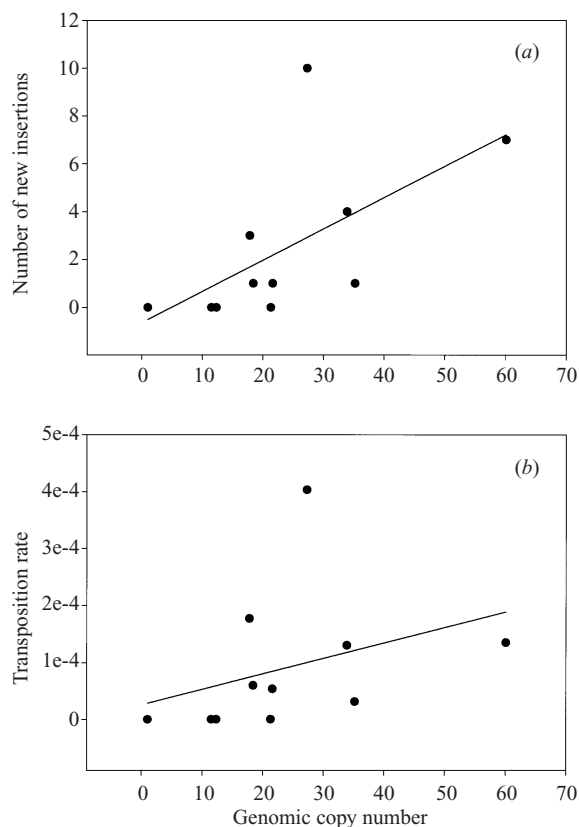 12
10
8
6
4
2
0
Number of new insertions
(a)
0 10 20 30 40 50 60 70
5e-4
4e-4
3e-4
2e-4
1e-4
0
Transposition rate
(b)
0 10 20 30 40 50 60 70
Genomic copy number